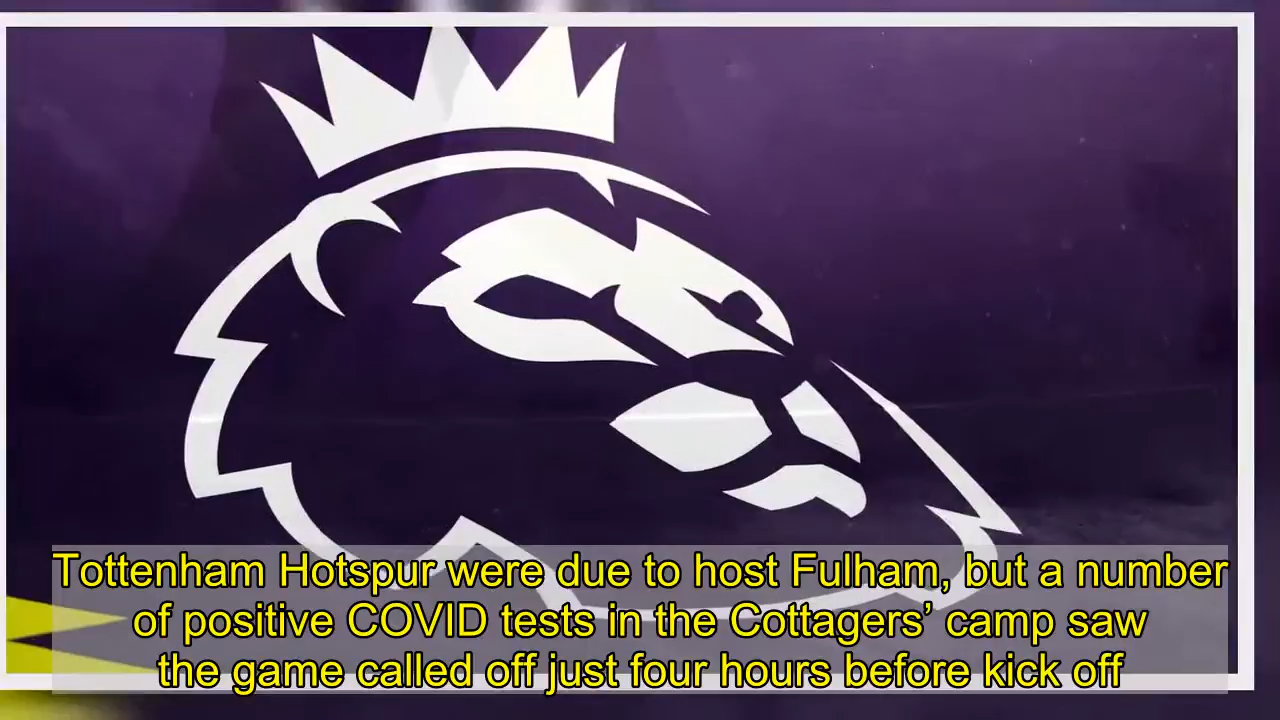 Tottenham Hotspur were due to host Fulham, but a number
of positive COVID tests in the Cottagers’ camp saw
the game called off just four hours before kick off